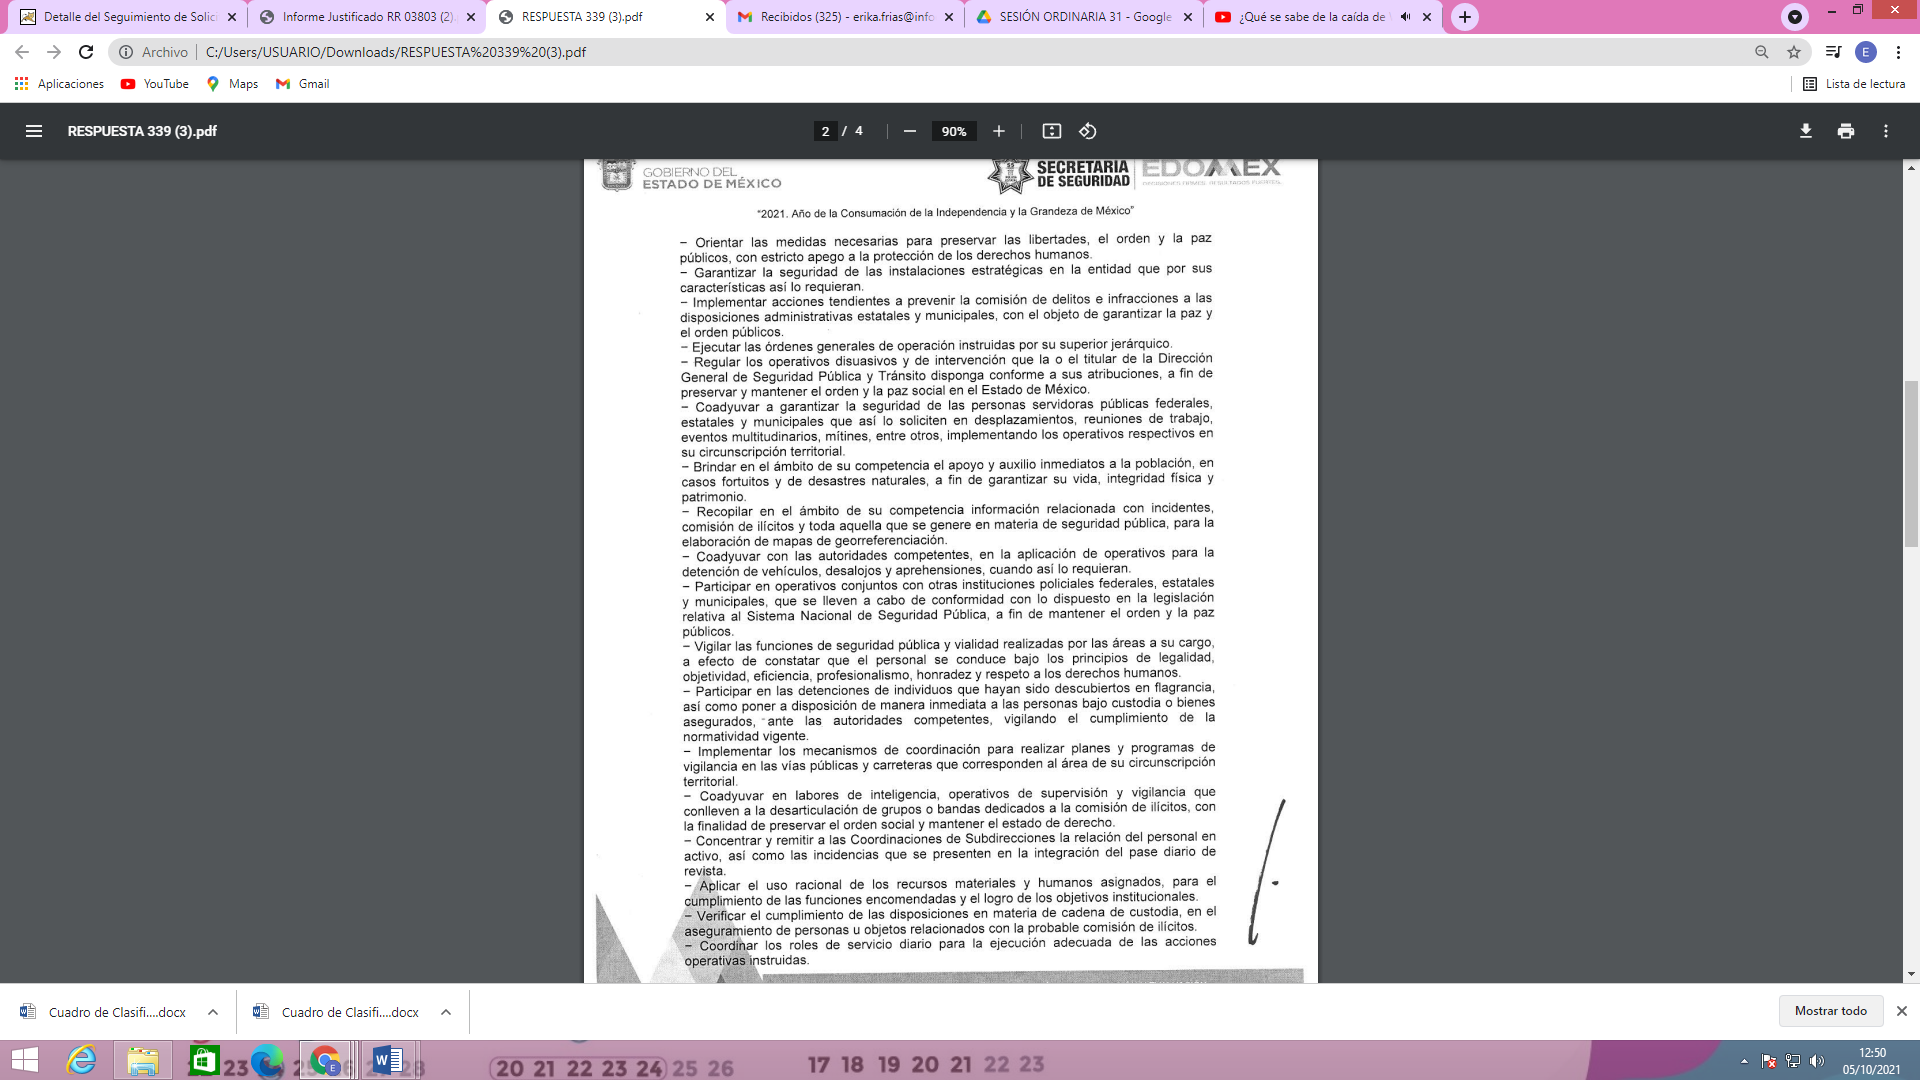 Detalle del Seguimiento de Solici
Informe Justificado RR 03803 (2).
RESPUESTA 339 (3).pdf
Recibidos (325) - erika.frias@info
SESIÓN ORDINARIA 31 - Google
¿Qué se sabe de la caída de
Archivo C:/Users/USUARIO/Downloads/RESPUESTA%20339%20(3).pdf
E
Aplicaciones YouTube Maps Gmail Lista de lectura
RESPUESTA 339 (3).pdf 2 / 4 90%
GOBIERNO DEL
ESTADO DE MÉXICO
SECRETARÍA
DE SEGURIDAD
EDOMEX
DECISIONES FIRMES, RESULTADOS FUERTES.
"2021. Año de la Consumación de la Independencia y la Grandeza de México"
– Orientar las medidas necesarias para preservar las libertades, el orden y la paz
públicos, con estricto apego a la protección de los derechos humanos.
– Garantizar la seguridad de las instalaciones estratégicas en la entidad que por sus
características así lo requieran.
– Implementar acciones tendientes a prevenir la comisión de delitos e infracciones a las
disposiciones administrativas estatales y municipales, con el objeto de garantizar la paz y
el orden públicos.
– Ejecutar las órdenes generales de operación instruidas por su superior jerárquico.
– Regular los operativos disuasivos y de intervención que la o el titular de la Dirección
General de Seguridad Pública y Tránsito disponga conforme a sus atribuciones, a fin de
preservar y mantener el orden y la paz social en el Estado de México.
– Coadyuvar a garantizar la seguridad de las personas servidoras públicas federales,
estatales y municipales que así lo soliciten en desplazamientos, reuniones de trabajo,
eventos multitudinarios, mítines, entre otros, implementando los operativos respectivos en
su circunscripción territorial.
– Brindar en el ámbito de su competencia el apoyo y auxilio inmediatos a la población, en
casos fortuitos y de desastres naturales, a fin de garantizar su vida, integridad física y
patrimonio.
– Recopilar en el ámbito de su competencia información relacionada con incidentes,
comisión de ilícitos y toda aquella que se genere en materia de seguridad pública, para la
elaboración de mapas de georreferenciación.
– Coadyuvar con las autoridades competentes, en la aplicación de operativos para la
detención de vehículos, desalojos y aprehensiones, cuando así lo requieran.
– Participar en operativos conjuntos con otras instituciones policiales federales, estatales
y municipales, que se lleven a cabo de conformidad con lo dispuesto en la legislación
relativa al Sistema Nacional de Seguridad Pública, a fin de mantener el orden y la paz
públicos.
– Vigilar las funciones de seguridad pública y vialidad realizadas por las áreas a su cargo,
a efecto de constatar que el personal se conduce bajo los principios de legalidad,
objetividad, eficiencia, profesionalismo, honradez y respeto a los derechos humanos.
– Participar en las detenciones de individuos que hayan sido descubiertos en flagrancia,
así como poner a disposición de manera inmediata a las personas bajo custodia o bienes
asegurados, ante las autoridades competentes, vigilando el cumplimiento de la
normatividad vigente.
– Implementar los mecanismos de coordinación para realizar planes y programas de
vigilancia en las vías públicas y carreteras que corresponden al área de su circunscripción
territorial.
– Coadyuvar en labores de inteligencia, operativos de supervisión y vigilancia que
conlleven a la desarticulación de grupos o bandas dedicados a la comisión de ilícitos, con
la finalidad de preservar el orden social y mantener el estado de derecho.
– Concentrar y remitir a las Coordinaciones de Subdirecciones la relación del personal en
activo, así como las incidencias que se presenten en la integración del pase diario de
revista.
– Aplicar el uso racional de los recursos materiales y humanos asignados, para el
cumplimiento de las funciones encomendadas y el logro de los objetivos institucionales.
– Verificar el cumplimiento de las disposiciones en materia de cadena de custodia, en el
aseguramiento de personas u objetos relacionados con la probable comisión de ilícitos.
– Coordinar los roles de servicio diario para la ejecución adecuada de las acciones
operativas instruidas.
Cuadro de Clasifi....docx
Cuadro de Clasifi....docx
Mostrar todo
23
20 21 22 23 24 25 26
17 18 19 20 21 22 23
12:50
05/10/2021